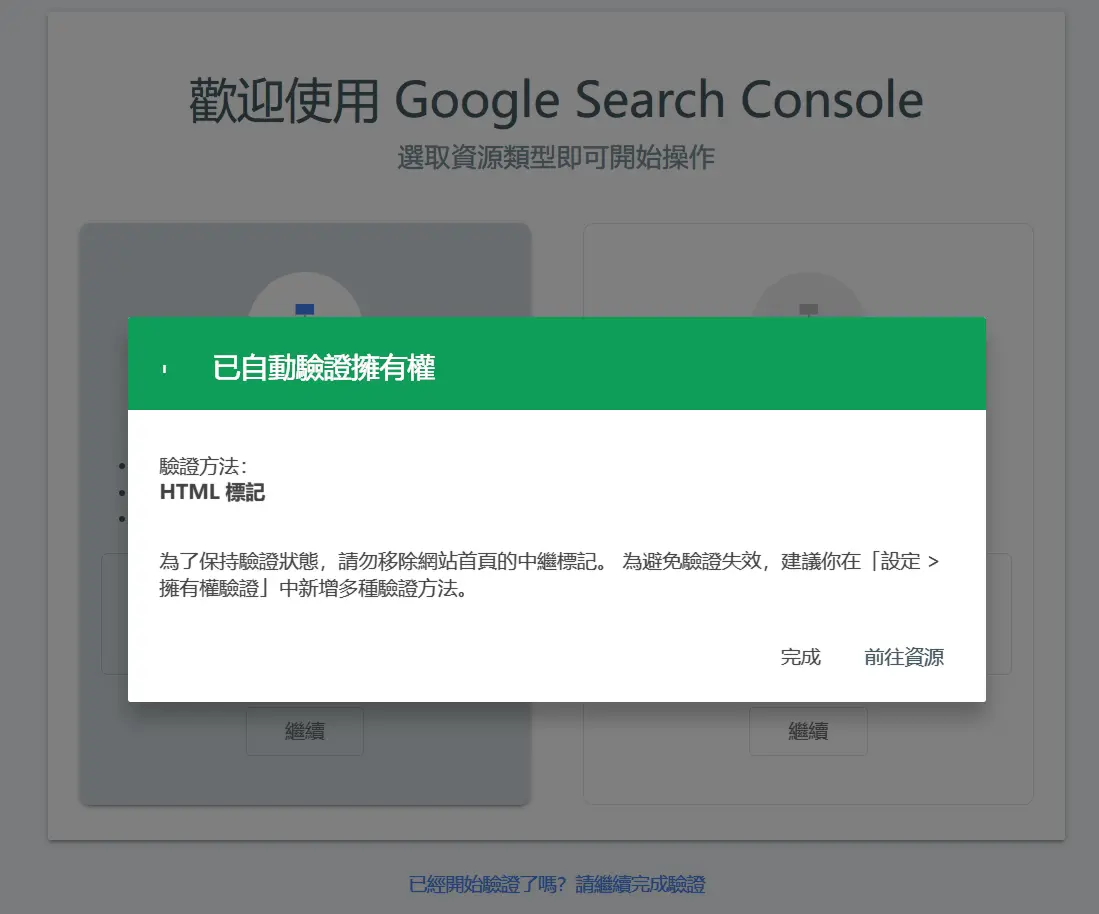 歡迎使用 Google Search Console
選取資源類型即可開始操作
已自動驗證擁有權
驗證方法：
HTML 標記
為了保持驗證狀態，請勿移除網站首頁的中繼標記。 為避免驗證失效，建議你在「設定 >
擁有權驗證」中新增多種驗證方法。
完成 前往資源
繼續 繼續
已經開始驗證了嗎？請繼續完成驗證